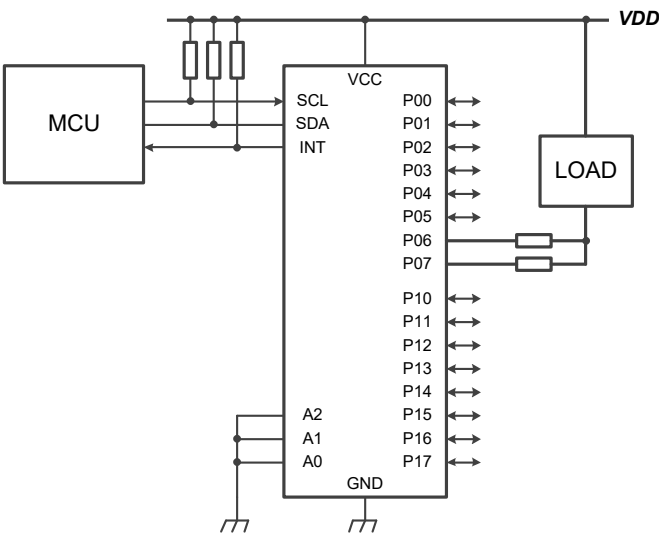 VDD
VCC
MCU
SCL
SDA
INT
P00
P01
P02
P03
P04
P05
P06
P07
LOAD
P10
P11
P12
P13
P14
P15
P16
P17
A2
A1
A0
GND